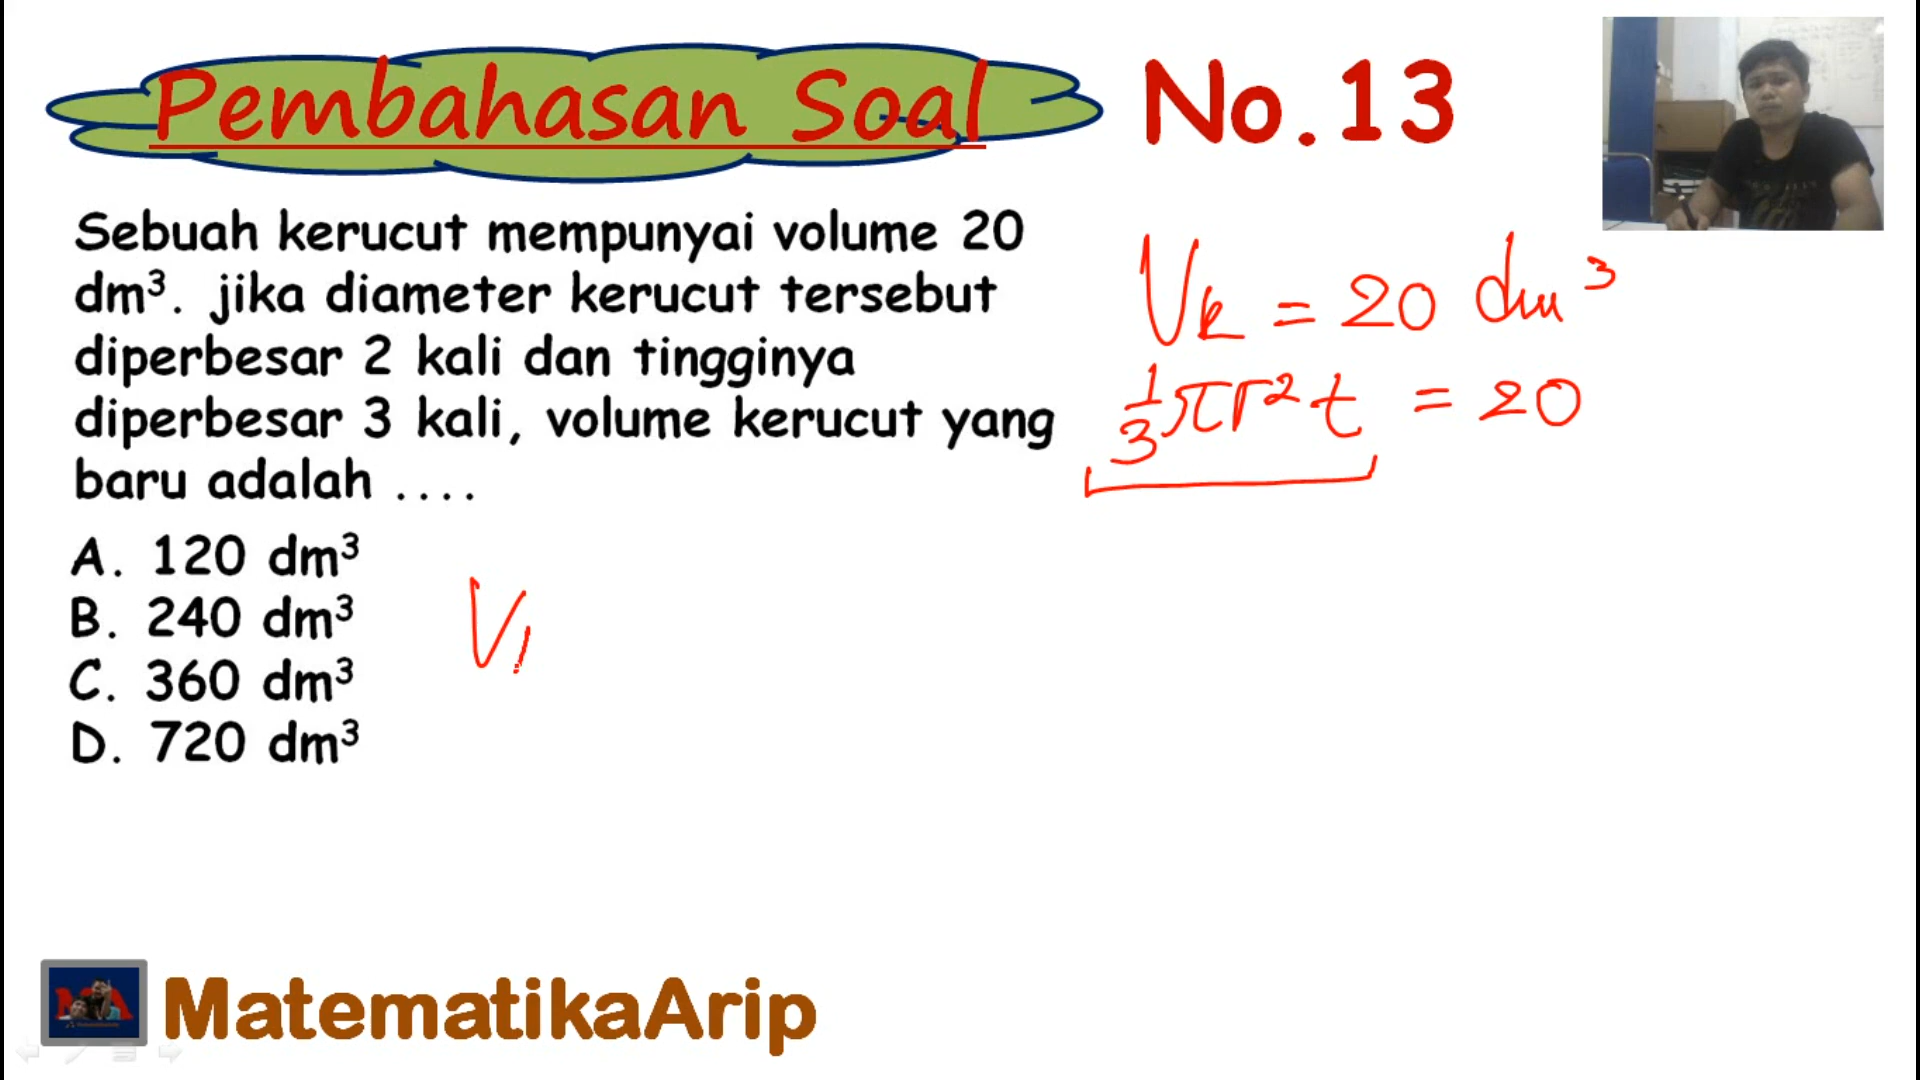 Pembahasan Soal No.13
Sebuah kerucut mempunyai volume 20
dm³. jika diameter kerucut tersebut
diperbesar 2 kali dan tingginya
diperbesar 3 kali, volume kerucut yang
baru adalah ....
A. 120 dm³
B. 240 dm³
C. 360 dm³
D. 720 dm³
Vk = 20 dm³
1/3 πr²t = 20
V
MatematikaArip